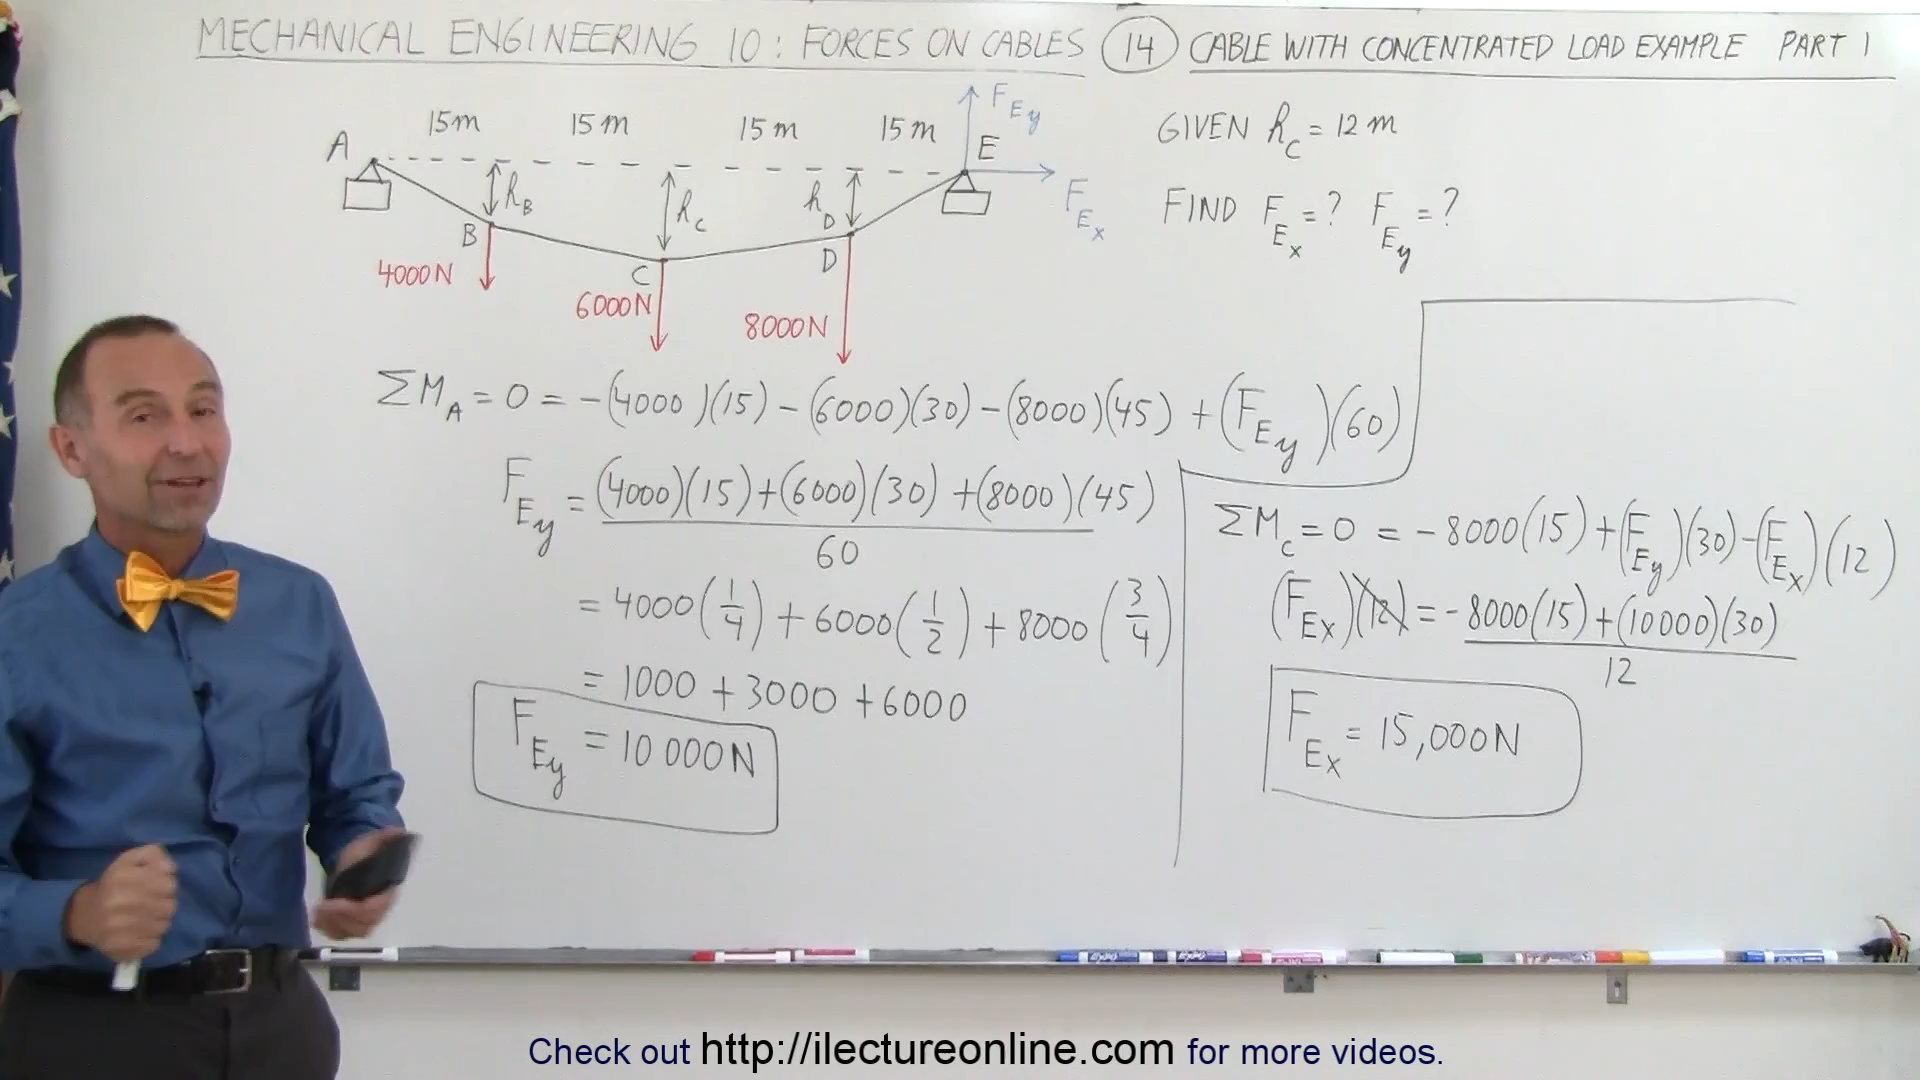 MECHANICAL ENGINEERING 10: FORCES ON CABLES (14) CABLE WITH CONCENTRATED LOAD EXAMPLE PART 1
15m 15m 15m 15m
F_Ey
A
E
h_B
h_C
h_D
F_Ex
B
C
D
4000N
6000N
8000N
GIVEN h_C = 12 m
FIND F_Ex = ? F_Ey = ?
ΣM_A = 0 = -(4000)(15) - (6000)(30) - (8000)(45) + (F_Ey)(60)
F_Ey = (4000)(15)+(6000)(30)+(8000)(45)
60
= 4000(1/4) + 6000(1/2) + 8000(3/4)
= 1000 + 3000 + 6000
F_Ey = 10 000N
ΣM_C = 0 = -8000(15) + (F_Ey)(30) - (F_Ex)(12)
(F_Ex)(12) = -8000(15)+(10000)(30)
12
F_Ex = 15,000N
Check out http://ilectureonline.com for more videos.